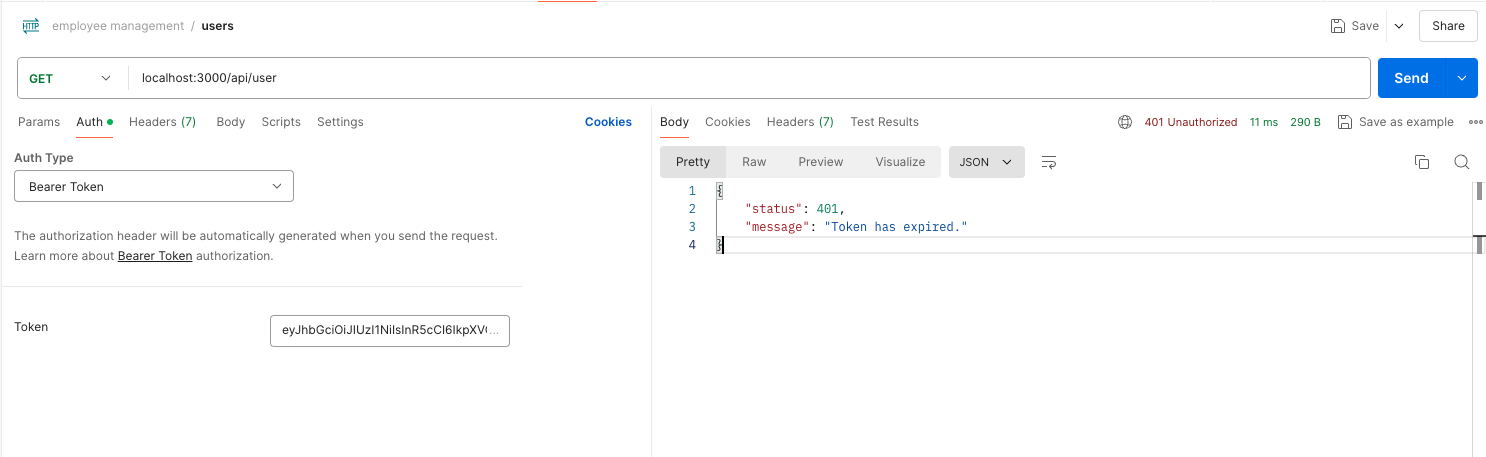 HTTP employee management / users
Save
Share
GET localhost:3000/api/user
Send
Params Auth Headers (7) Body Scripts Settings Cookies
Auth Type
Bearer Token
The authorization header will be automatically generated when you send the request.
Learn more about Bearer Token authorization.
Token eyJhbGciOiJIUzI1NiIsInR5cCI6IkpXV...
Body Cookies Headers (7) Test Results 401 Unauthorized 11 ms 290 B Save as example
Pretty Raw Preview Visualize JSON
1 {
2 "status": 401,
3 "message": "Token has expired."
4 }